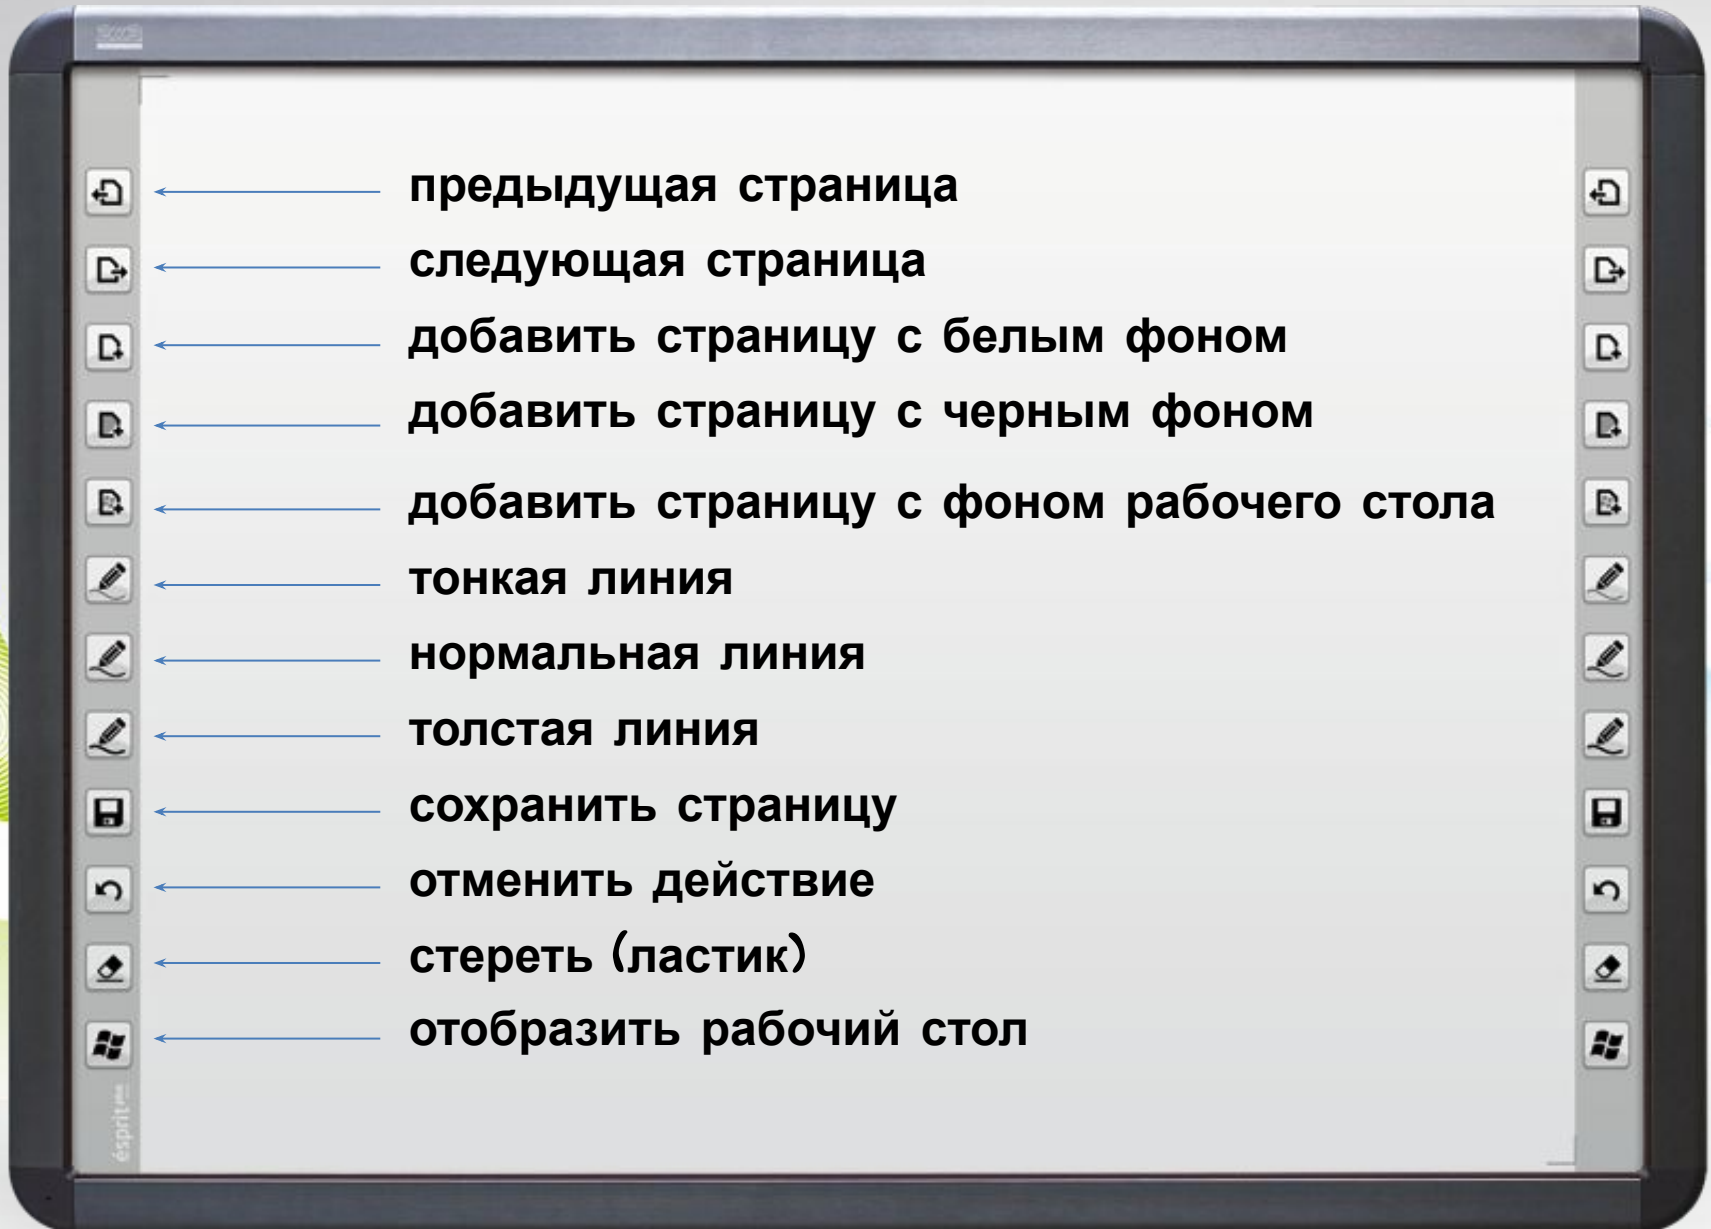 предыдущая страница
следующая страница
добавить страницу с белым фоном
добавить страницу с черным фоном
добавить страницу с фоном рабочего стола
тонкая линия
нормальная линия
толстая линия
сохранить страницу
отменить действие
стереть (ластик)
отобразить рабочий стол
ésprit